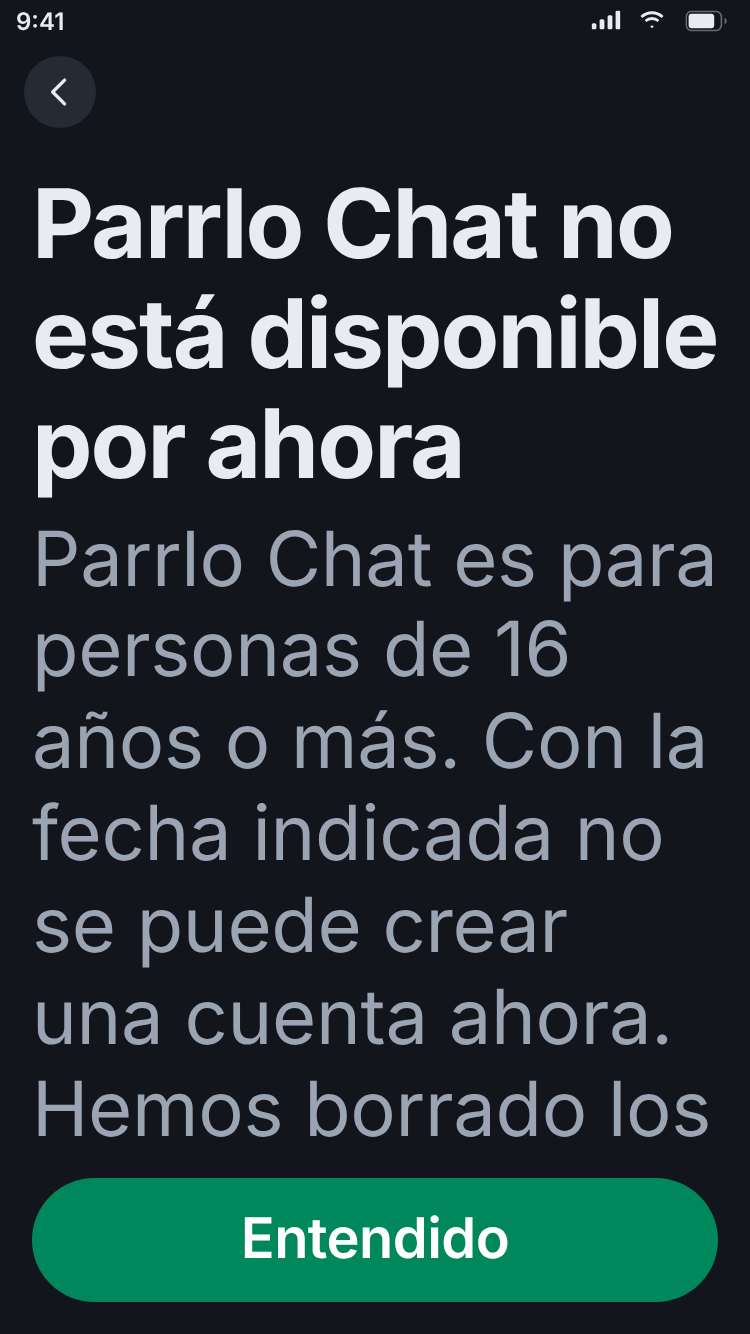 9:41
Parrlo Chat no
está disponible
por ahora
Parrlo Chat es para
personas de 16
años o más. Con la
fecha indicada no
se puede crear
una cuenta ahora.
Hemos borrado los
Entendido